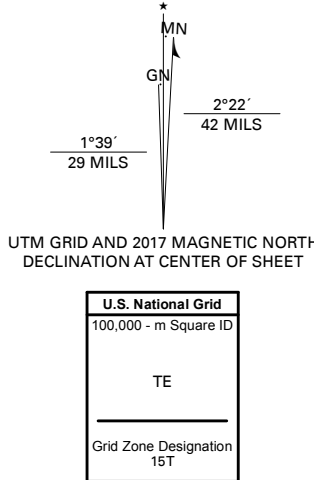 MN
GN
1°39´
29 MILS
2°22´
42 MILS
UTM GRID AND 2017 MAGNETIC NORTH
DECLINATION AT CENTER OF SHEET
U.S. National Grid
100,000 - m Square ID
TE
Grid Zone Designation
15T